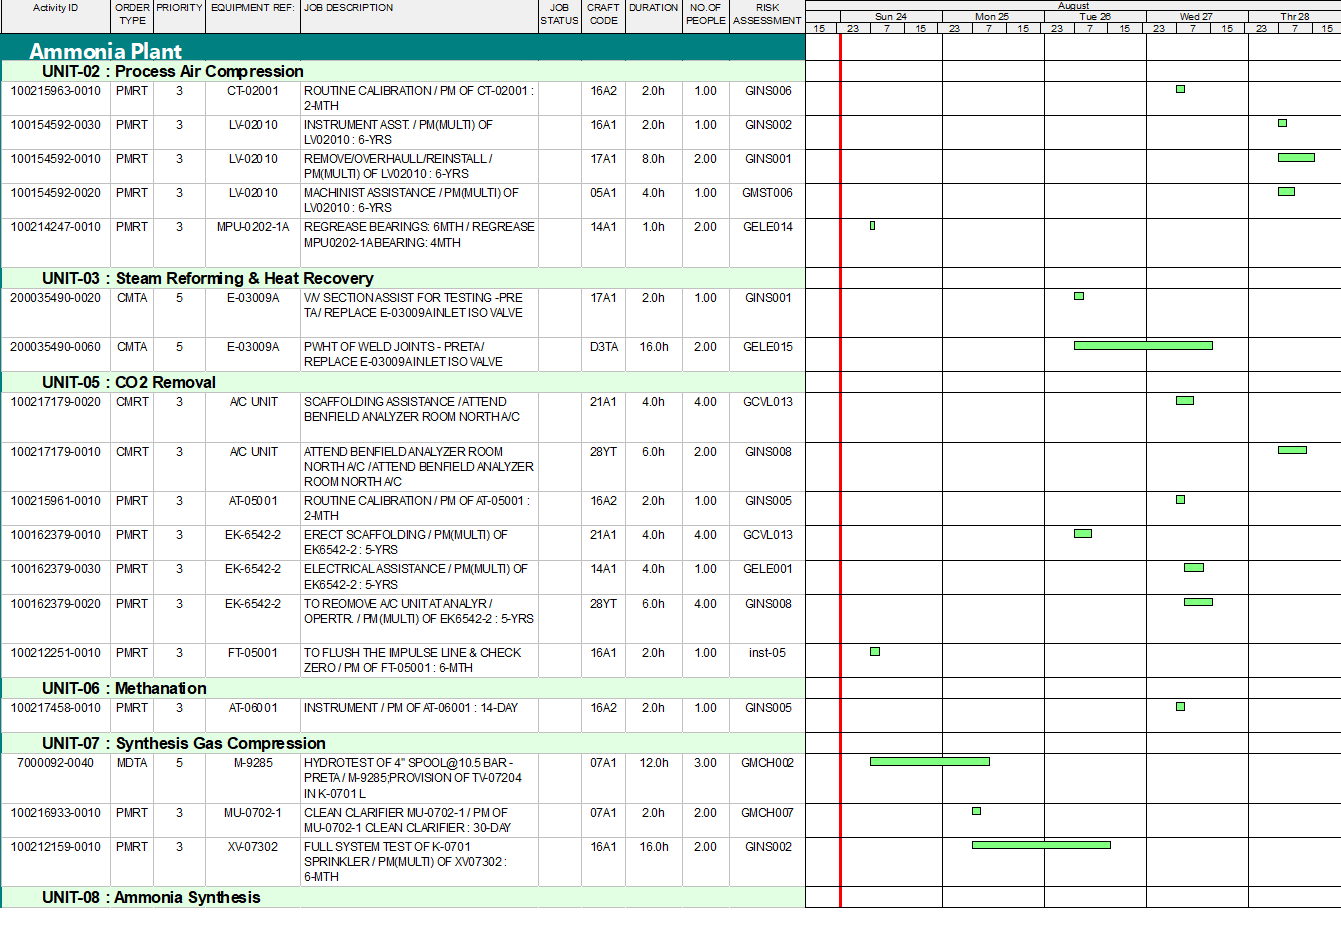 Activity ID ORDER TYPE PRIORITY EQUIPMENT REF: JOB DESCRIPTION JOB STATUS CRAFT CODE DURATION NO.OF PEOPLE RISK ASSESSMENT
August
Sun 24 Mon 25 Tue 26 Wed 27 Thr 28
15 23 7 15 23 7 15 23 7 15 23 7 15 23 7 15
Ammonia Plant
UNIT-02 : Process Air Compression
100215963-0010 PMRT 3 CT-02001 ROUTINE CALIBRATION / PM OF CT-02001 : 16A2 2.0h 1.00 GINS006
2-MTH
100154592-0030 PMRT 3 LV-02010 INSTRUMENT ASST. / PM(MULTI) OF 16A1 2.0h 1.00 GINS002
LV02010 : 6-YRS
100154592-0010 PMRT 3 LV-02010 REMOVE/OVERHAULL/REINSTALL / 17A1 8.0h 2.00 GINS001
PM(MULTI) OF LV02010 : 6-YRS
100154592-0020 PMRT 3 LV-02010 MACHINIST ASSISTANCE / PM(MULTI) OF 05A1 4.0h 1.00 GMST006
LV02010 : 6-YRS
100214247-0010 PMRT 3 MPU-0202-1A REGREASE BEARINGS: 6MTH / REGREASE 14A1 1.0h 2.00 GELE014
MPU0202-1A BEARING: 4MTH
UNIT-03 : Steam Reforming & Heat Recovery
200035490-0020 CMTA 5 E-03009A V/V SECTION ASSIST FOR TESTING -PRE 17A1 2.0h 1.00 GINS001
TA / REPLACE E-03009A INLET ISO VALVE
200035490-0060 CMTA 5 E-03009A PWHT OF WELD JOINTS - PRETA / D3TA 16.0h 2.00 GELE015
REPLACE E-03009A INLET ISO VALVE
UNIT-05 : CO2 Removal
100217179-0020 CMRT 3 A/C UNIT SCAFFOLDING ASSISTANCE / ATTEND 21A1 4.0h 4.00 GCVL013
BENFIELD ANALYZER ROOM NORTH A/C
100217179-0010 CMRT 3 A/C UNIT ATTEND BENFIELD ANALYZER ROOM 28YT 6.0h 2.00 GINS008
NORTH A/C / ATTEND BENFIELD ANALYZER
ROOM NORTH A/C
100215961-0010 PMRT 3 AT-05001 ROUTINE CALIBRATION / PM OF AT-05001 : 16A2 2.0h 1.00 GINS005
2-MTH
100162379-0010 PMRT 3 EK-6542-2 ERECT SCAFFOLDING / PM(MULTI) OF 21A1 4.0h 4.00 GCVL013
EK6542-2 : 5-YRS
100162379-0030 PMRT 3 EK-6542-2 ELECTRICAL ASSISTANCE / PM(MULTI) OF 14A1 4.0h 1.00 GELE001
EK6542-2 : 5-YRS
100162379-0020 PMRT 3 EK-6542-2 TO REOMOVE A/C UNIT AT ANALYR / 28YT 6.0h 4.00 GINS008
OPERTR. / PM(MULTI) OF EK6542-2 : 5-YRS
100212251-0010 PMRT 3 FT-05001 TO FLUSH THE IMPULSE LINE & CHECK 16A1 2.0h 1.00 inst-05
ZERO / PM OF FT-05001 : 6-MTH
UNIT-06 : Methanation
100217458-0010 PMRT 3 AT-06001 INSTRUMENT / PM OF AT-06001 : 14-DAY 16A2 2.0h 1.00 GINS005
UNIT-07 : Synthesis Gas Compression
7000092-0040 MDTA 5 M-9285 HYDROTEST OF 4" SPOOL@10.5 BAR - 07A1 12.0h 3.00 GMCH002
PRETA / M-9285;PROVISION OF TV-07204
IN K-0701 L
100216933-0010 PMRT 3 MU-0702-1 CLEAN CLARIFIER MU-0702-1 / PM OF 07A1 2.0h 2.00 GMCH007
MU-0702-1 CLEAN CLARIFIER : 30-DAY
100212159-0010 PMRT 3 XV-07302 FULL SYSTEM TEST OF K-0701 16A1 16.0h 2.00 GINS002
SPRINKLER / PM(MULTI) OF XV07302 :
6-MTH
UNIT-08 : Ammonia Synthesis